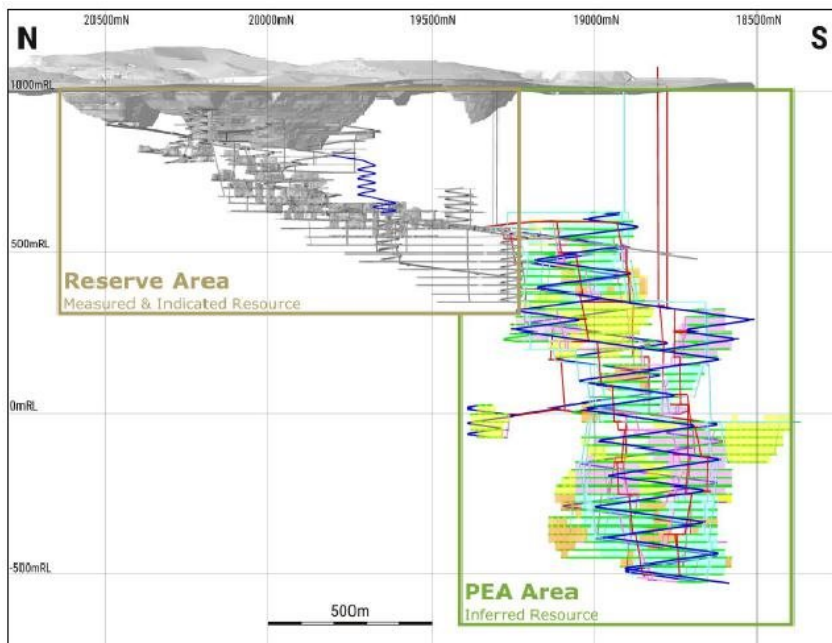 20500mN 20000mN 19500mN 19000mN 18500mN
N S
1000mRL
500mRL
Reserve Area
Measured & Indicated Resource
0mRL
-500mRL
PEA Area
Inferred Resource
500m